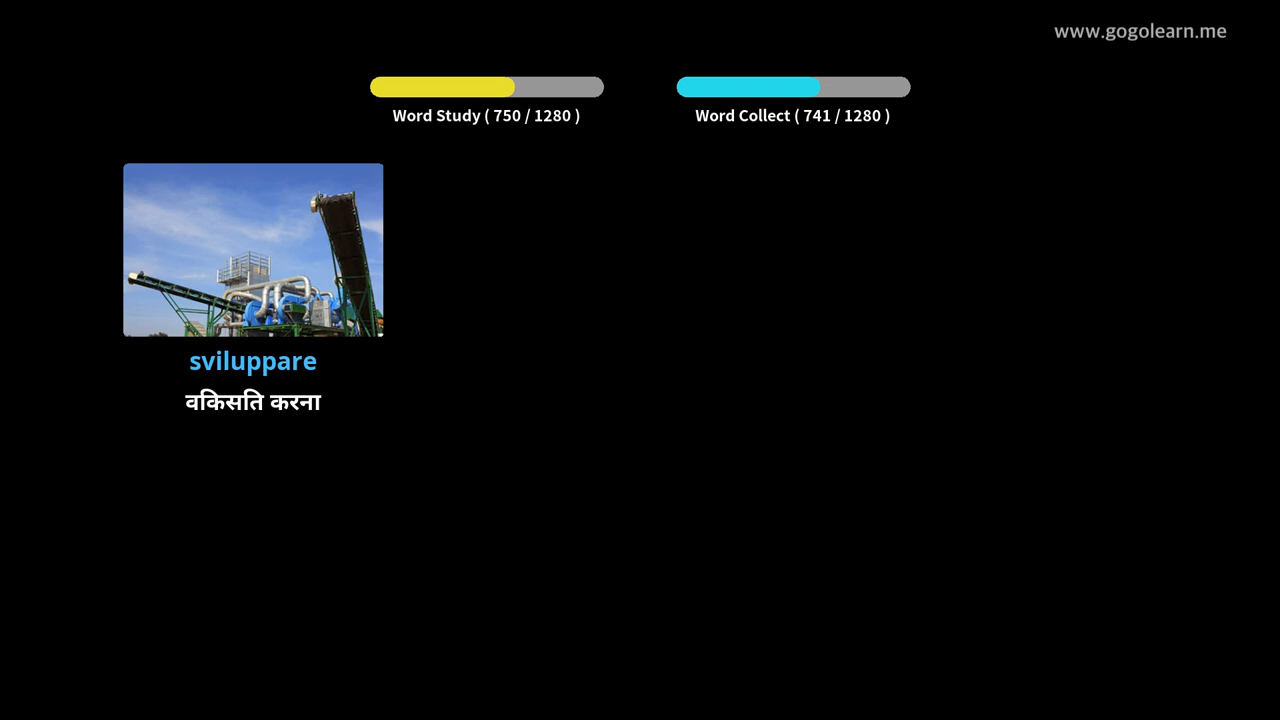 www.gogolearn.me
Word Study ( 750 / 1280 )
Word Collect ( 741 / 1280 )
sviluppare
वकिसति करना